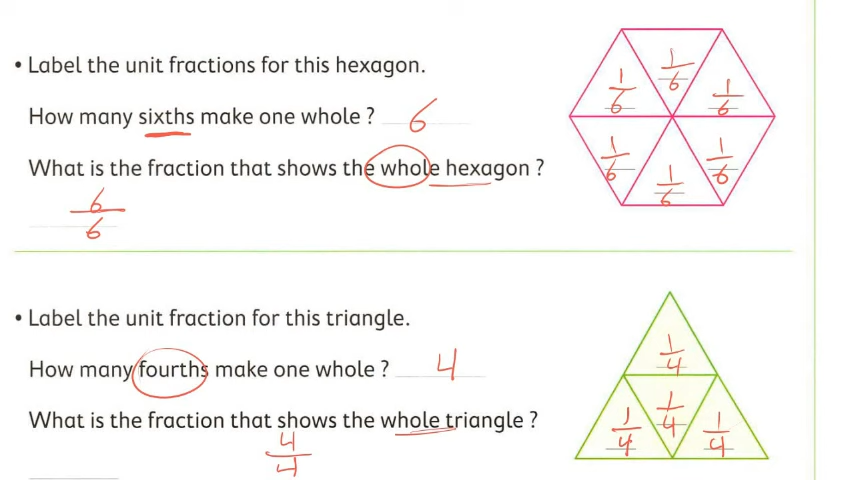 • Label the unit fractions for this hexagon.
How many sixths make one whole ? 6
What is the fraction that shows the whole hexagon ?
6/6
1/6 1/6 1/6
1/6 1/6 1/6
• Label the unit fraction for this triangle.
How many fourths make one whole ? 4
What is the fraction that shows the whole triangle ?
4/4
1/4
1/4 1/4 1/4